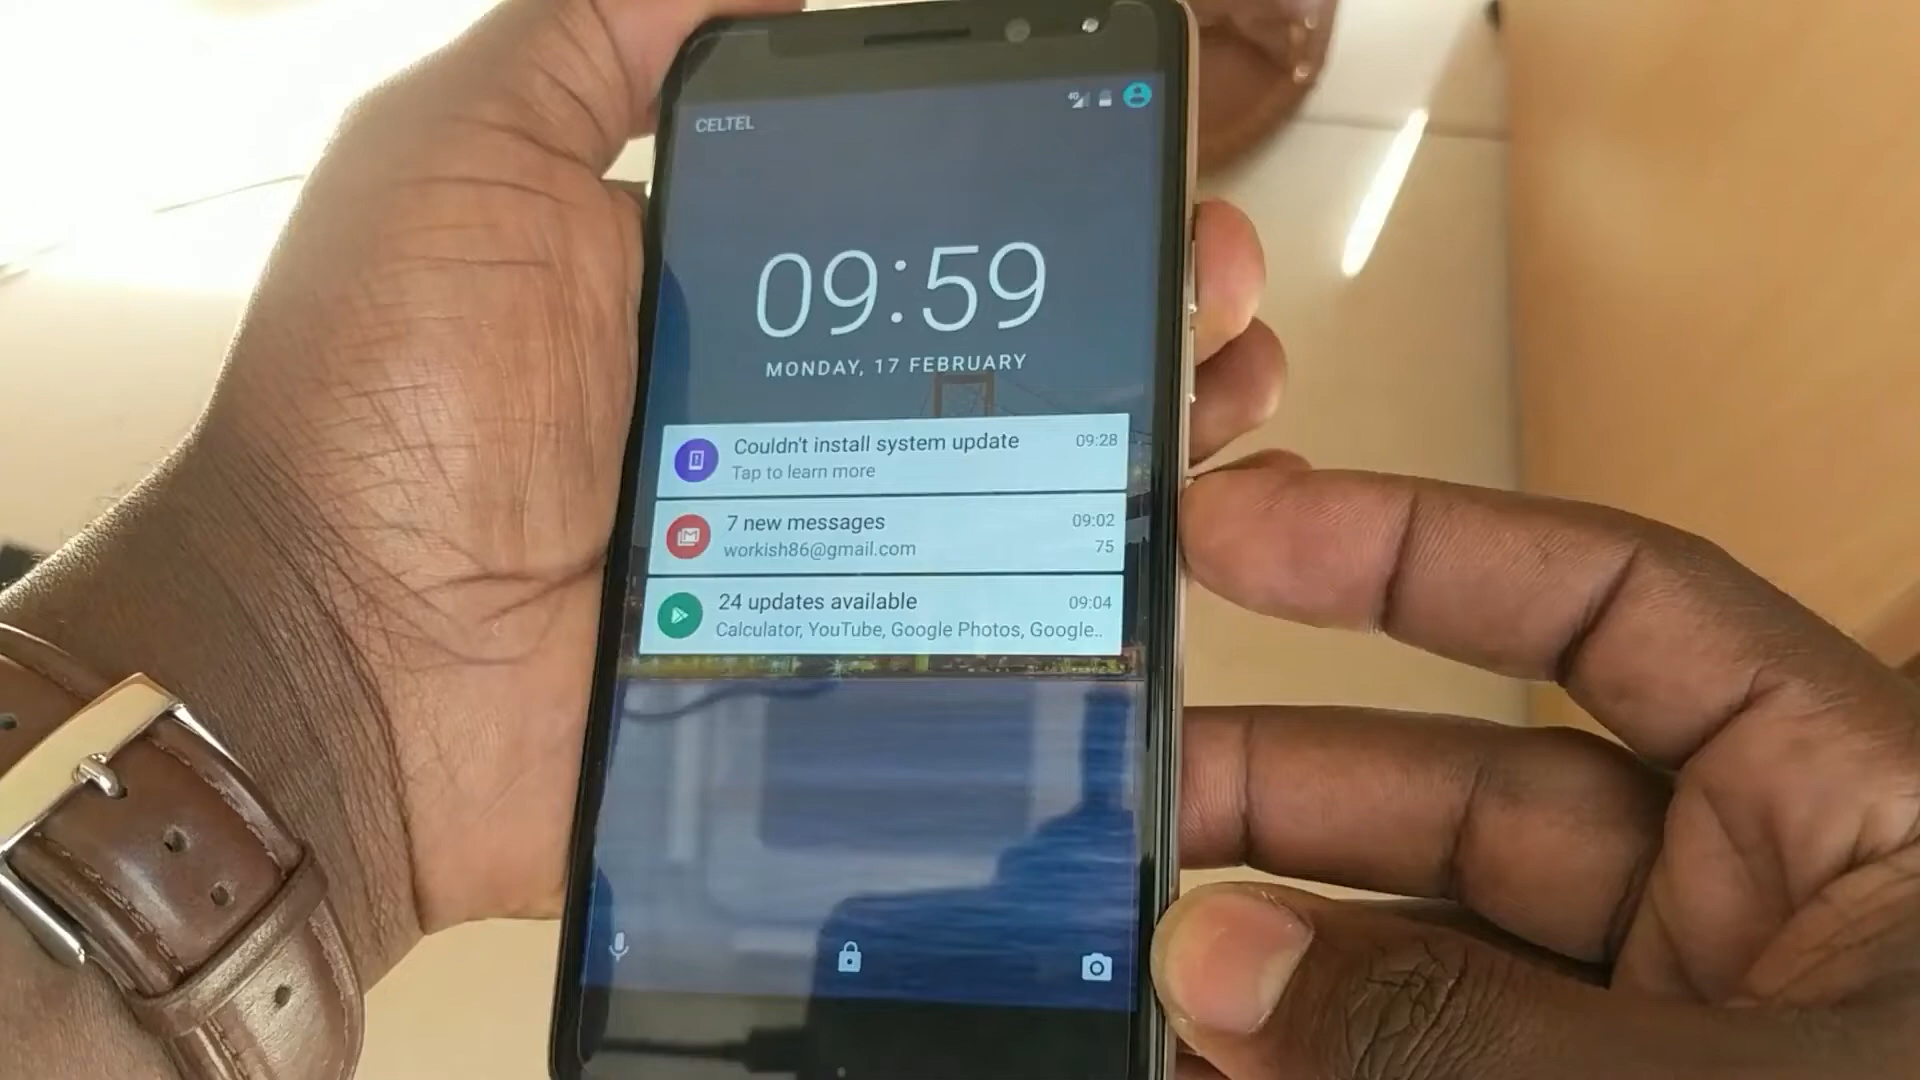 4G
CELTEL
09:59
MONDAY, 17 FEBRUARY
Couldn't install system update 09:28
Tap to learn more
7 new messages 09:02
workish86@gmail.com 75
24 updates available 09:04
Calculator, YouTube, Google Photos, Google..